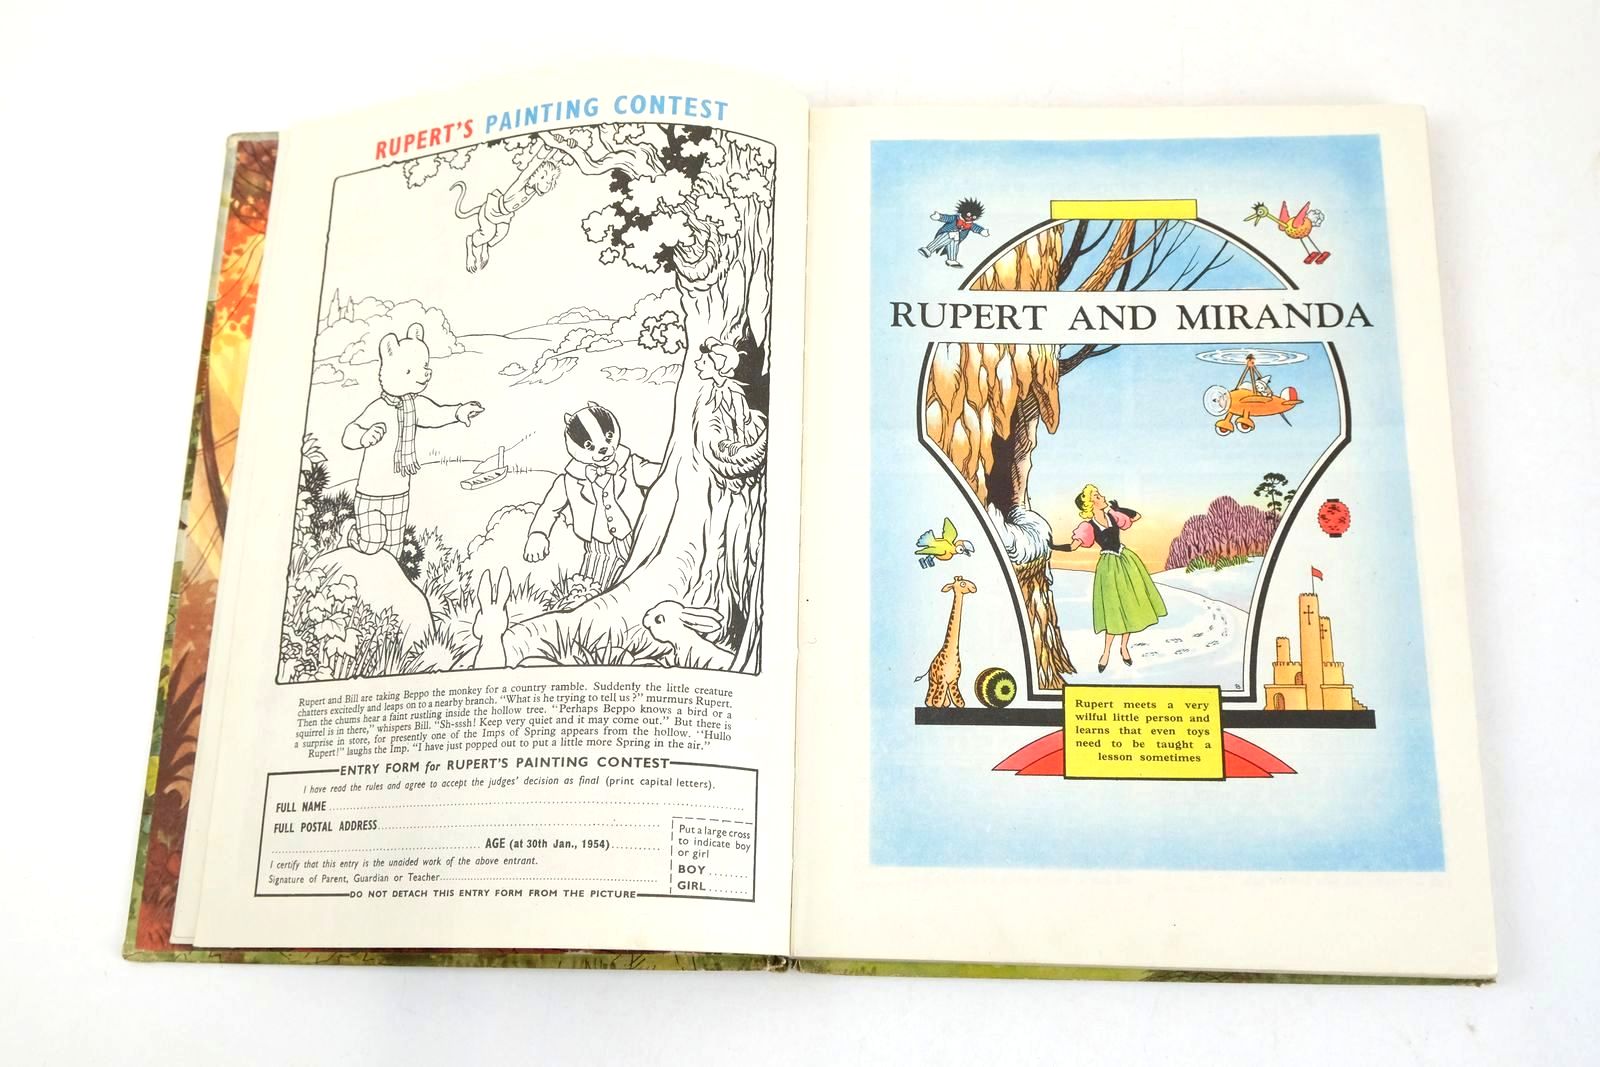 RUPERT'S PAINTING CONTEST
Rupert and Bill are taking Beppo the monkey for a country ramble. Suddenly the little creature
chatters excitedly and leaps on to a nearby branch. "What is he trying to tell us?" murmurs Rupert.
Then the chums hear a faint rustling inside the hollow tree. "Perhaps Beppo knows a bird or a
squirrel is in there," whispers Bill. "Sh-sssh! Keep very quiet and it may come out." But there is
a surprise in store, for presently one of the Imps of Spring appears from the hollow. "Hullo
Rupert!" laughs the Imp. "I have just popped out to put a little more Spring in the air."
ENTRY FORM for RUPERT'S PAINTING CONTEST
I have read the rules and agree to accept the judges' decision as final (print capital letters).
FULL NAME
FULL POSTAL ADDRESS
AGE (at 30th Jan., 1954)
I certify that this entry is the unaided work of the above entrant.
Signature of Parent, Guardian or Teacher
Put a large cross
to indicate boy
or girl
BOY
GIRL
DO NOT DETACH THIS ENTRY FORM FROM THE PICTURE
RUPERT AND MIRANDA
Rupert meets a very
wilful little person and
learns that even toys
need to be taught a
lesson sometimes